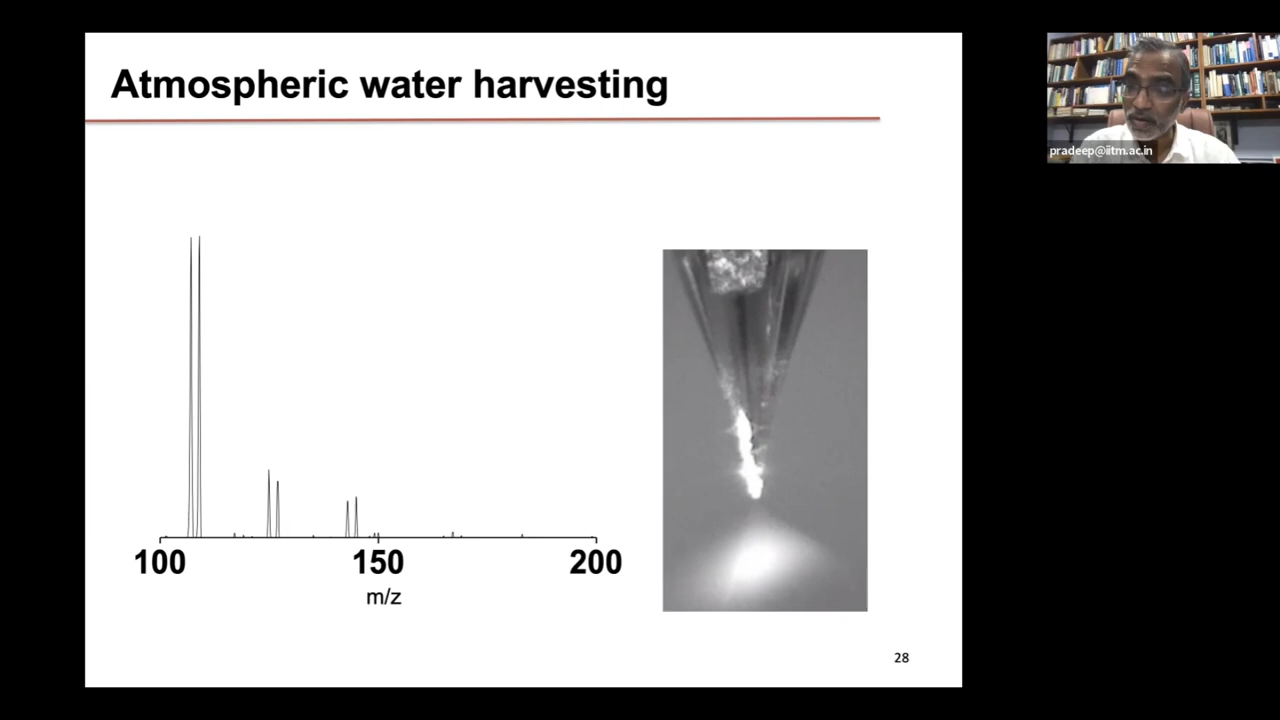 Atmospheric water harvesting
pradeep@iitm.ac.in
100 150 200
m/z
28